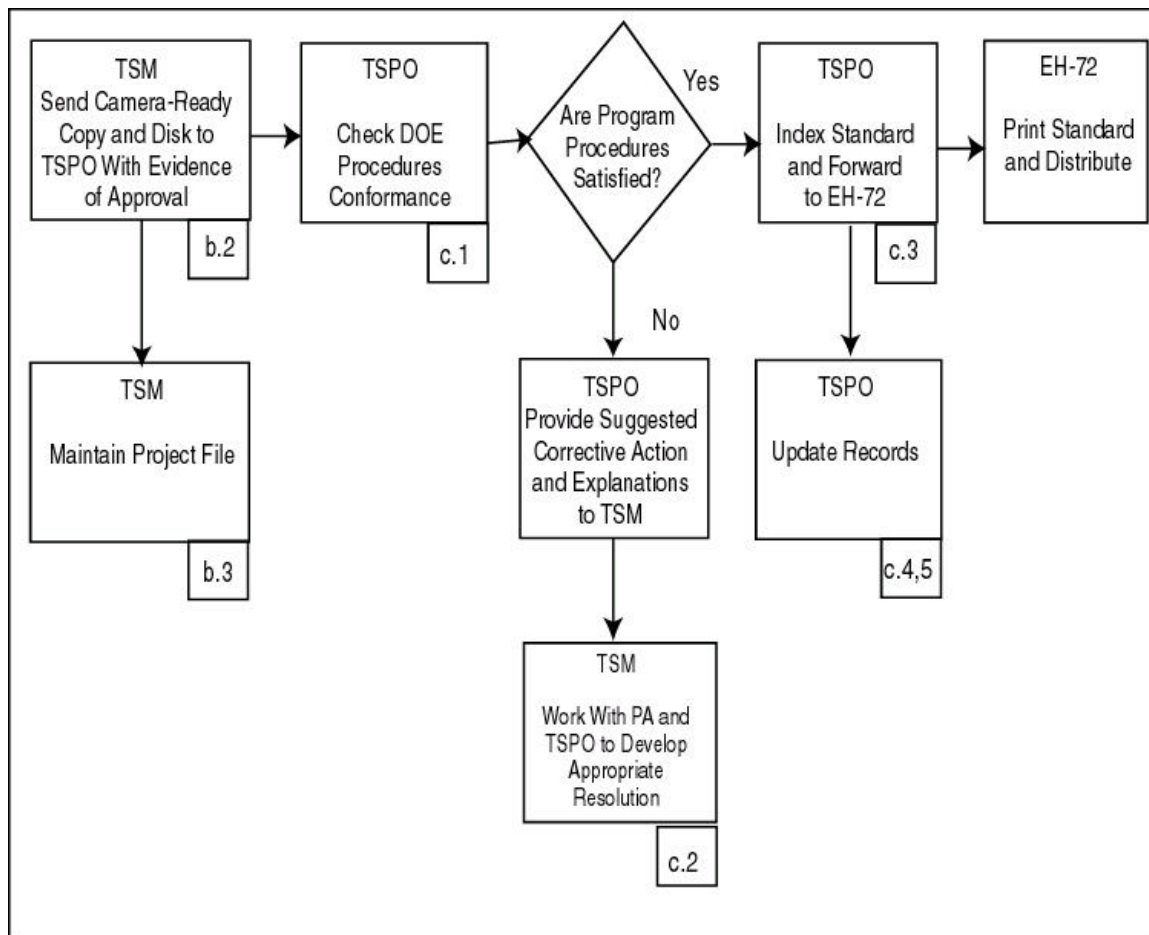 TSM
Send Camera-Ready
Copy and Disk to
TSPO With Evidence
of Approval
b.2
TSPO
Check DOE
Procedures
Conformance
c.1
Are Program
Procedures
Satisfied?
Yes
No
TSPO
Index Standard
and Forward
to EH-72
c.3
EH-72
Print Standard
and Distribute
TSM
Maintain Project File
b.3
TSPO
Provide Suggested
Corrective Action
and Explanations
to TSM
TSPO
Update Records
c.4,5
TSM
Work With PA and
TSPO to Develop
Appropriate
Resolution
c.2